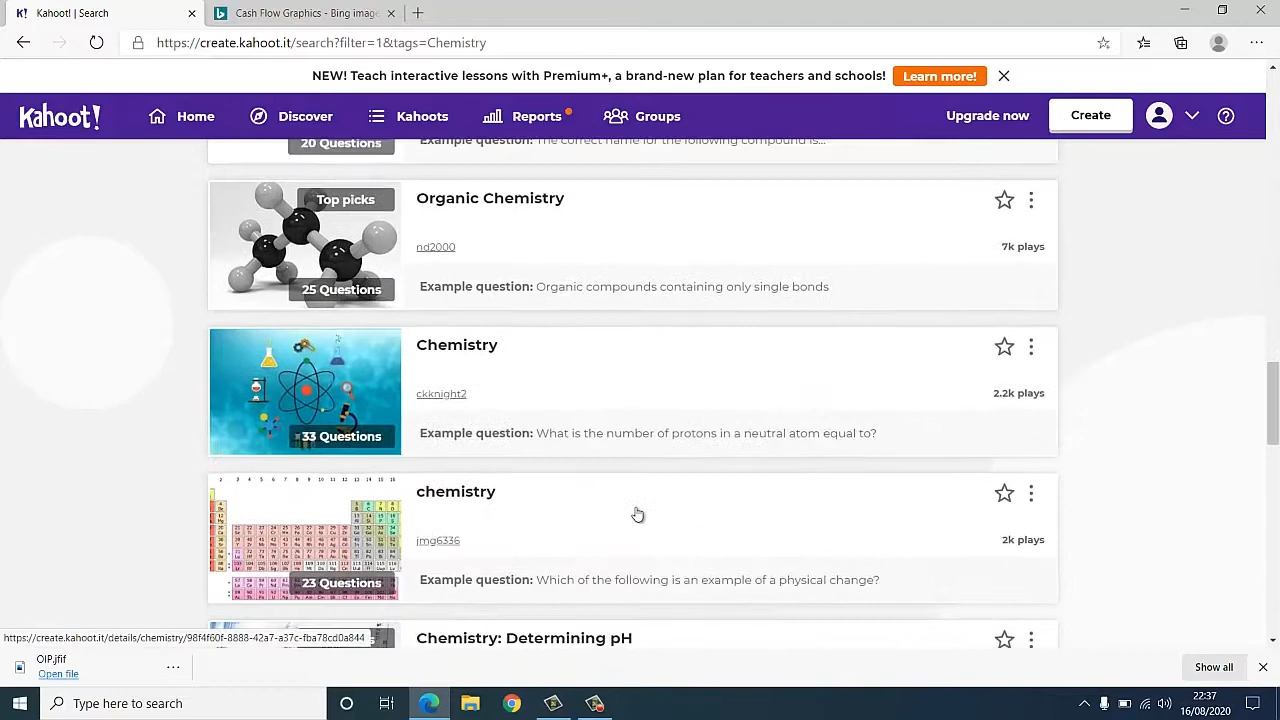 Kahoot! | Search
Cash Flow Graphics - Bing image
https://create.kahoot.it/search?filter=1&tags=Chemistry
NEW! Teach interactive lessons with Premium+, a brand-new plan for teachers and schools! Learn more!
Kahoot! Home Discover Kahoots Reports Groups Upgrade now Create
20 Questions
Example question: The correct name for the following compound is...
Top picks
Organic Chemistry
nd2000
7k plays
25 Questions
Example question: Organic compounds containing only single bonds
Chemistry
ckknight2
2.2k plays
33 Questions
Example question: What is the number of protons in a neutral atom equal to?
chemistry
jmg6336
2k plays
23 Questions
Example question: Which of the following is an example of a physical change?
Chemistry: Determining pH
https://create.kahoot.it/details/chemistry/98f4f60f-8888-42a7-a37c-fba78cd0a844
OIP.jfif
Open file
Show all
Type here to search
22:37
16/08/2020